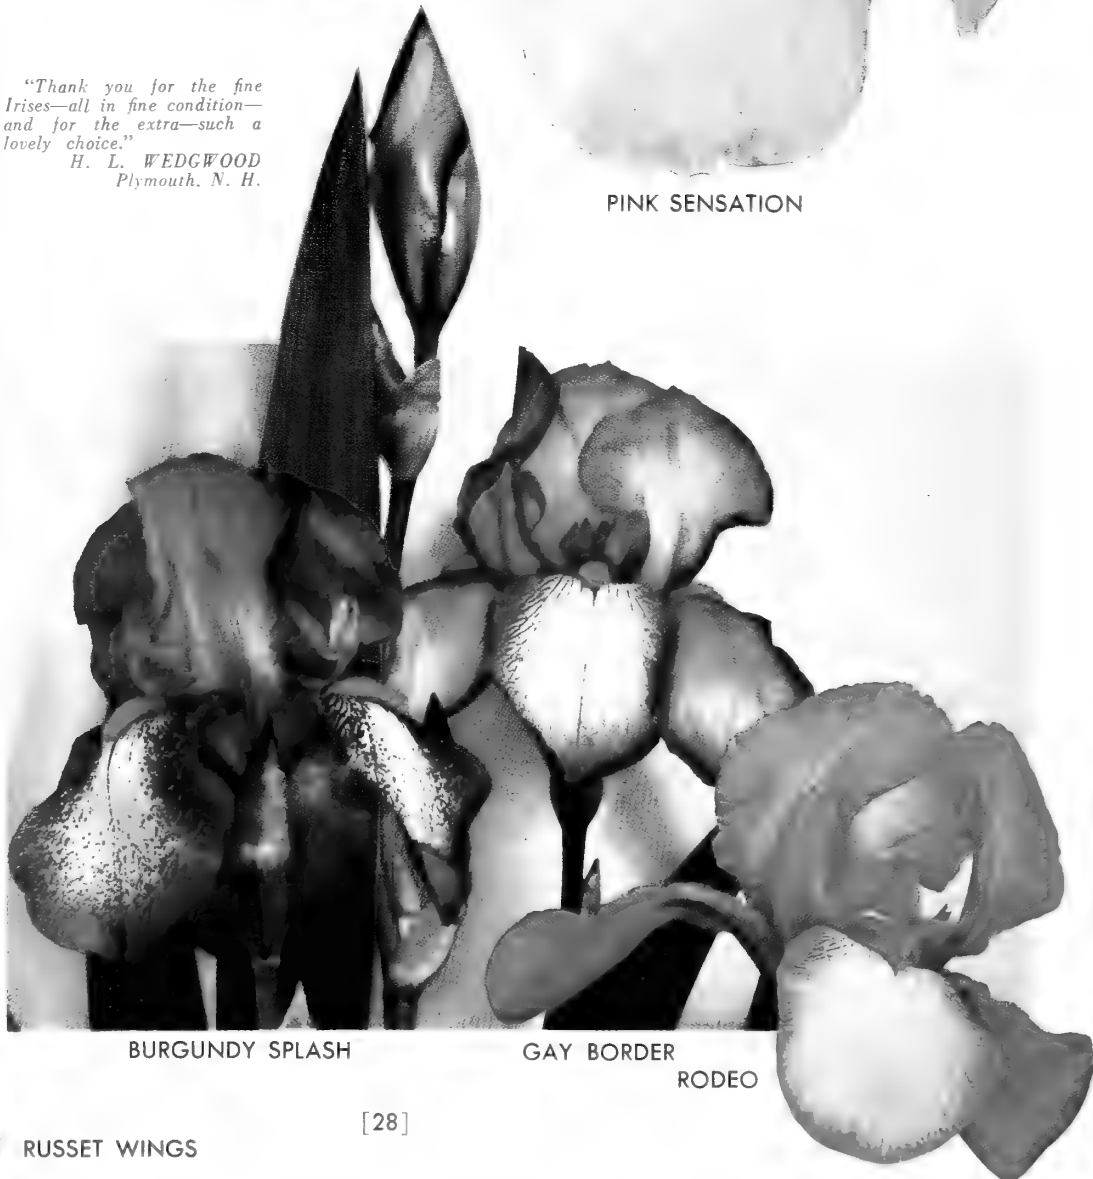 “Thank you for the fine
Irises—all in fine condition—
and for the extra—such a
lovely choice.”
H. L. WEDGWOOD
Plymouth, N. H.
PINK SENSATION
BURGUNDY SPLASH
GAY BORDER
RODEO
[28]
RUSSET WINGS